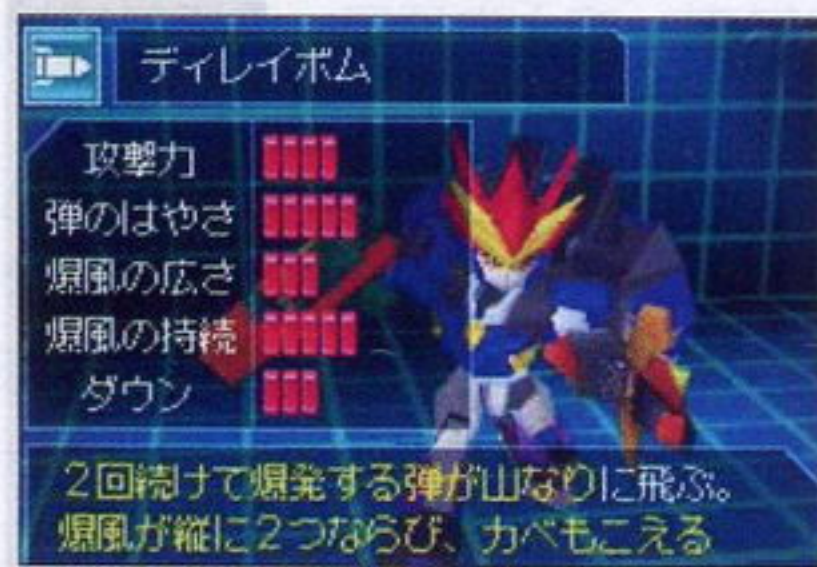 ディレイボム
攻撃力
弾のはやさ
爆風の広さ
爆風の持続
ダウン
2回続けて爆発する弾が山なりに飛ぶ。
爆風が縦に2つならび、カベもこえる